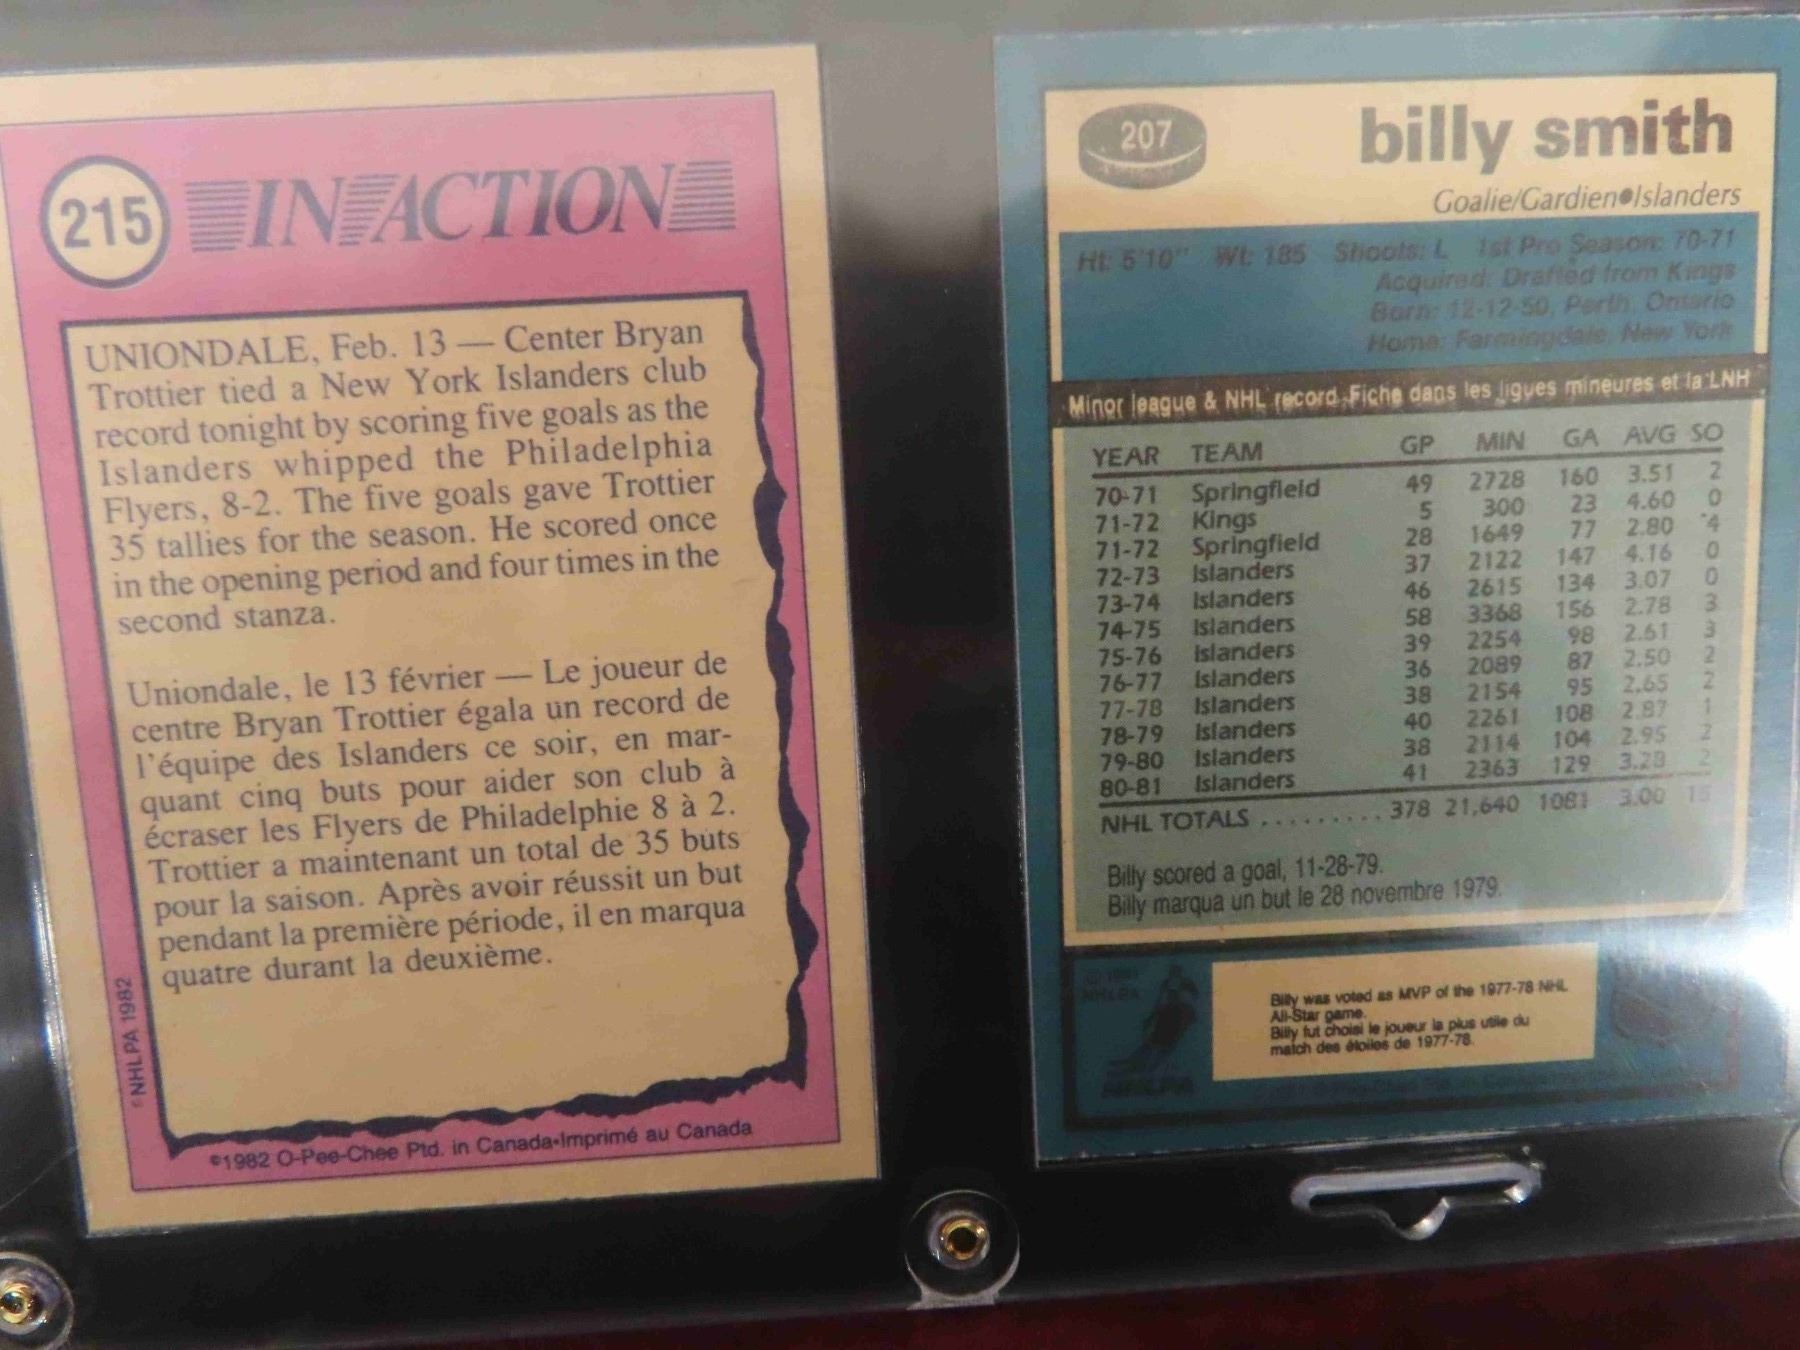 215 IN ACTION
UNIONDALE, Feb. 13 — Center Bryan
Trottier tied a New York Islanders club
record tonight by scoring five goals as the
Islanders whipped the Philadelphia
Flyers, 8-2. The five goals gave Trottier
35 tallies for the season. He scored once
in the opening period and four times in the
second stanza.
Uniondale, le 13 février — Le joueur de
centre Bryan Trottier égala un record de
l'équipe des Islanders ce soir, en mar-
quant cinq buts pour aider son club à
écraser les Flyers de Philadelphie 8 à 2.
Trottier a maintenant un total de 35 buts
pour la saison. Après avoir réussit un but
pendant la première période, il en marqua
quatre durant la deuxième.
©NHLPA 1982
©1982 O-Pee-Chee Ptd. in Canada•Imprimé au Canada
207 billy smith
Goalie/Gardien●Islanders
Ht: 5'10" Wt: 185 Shoots: L 1st Pro Season: 70-71
Acquired: Drafted from Kings
Born: 12-12-50, Perth, Ontario
Home: Farmingdale, New York
Minor league & NHL record. Fiche dans les ligues mineures et la LNH
YEAR TEAM GP MIN GA AVG SO
70-71 Springfield 49 2728 160 3.51 2
71-72 Kings 5 300 23 4.60 0
71-72 Springfield 28 1649 77 2.80 4
72-73 Islanders 37 2122 147 4.16 0
73-74 Islanders 46 2615 134 3.07 0
74-75 Islanders 58 3368 156 2.78 3
75-76 Islanders 39 2254 98 2.61 3
76-77 Islanders 36 2089 87 2.50 2
77-78 Islanders 38 2154 95 2.65 2
78-79 Islanders 40 2261 108 2.87 1
79-80 Islanders 38 2114 104 2.95 2
80-81 Islanders 41 2363 129 3.28 2
NHL TOTALS ......... 378 21,640 1081 3.00 15
Billy scored a goal, 11-28-79.
Billy marqua un but le 28 novembre 1979.
© 1981
NHLPA
NHLPA
Billy was voted as MVP of the 1977-78 NHL
All-Star game.
Billy fut choisi le joueur la plus utile du
match des étoiles de 1977-78.